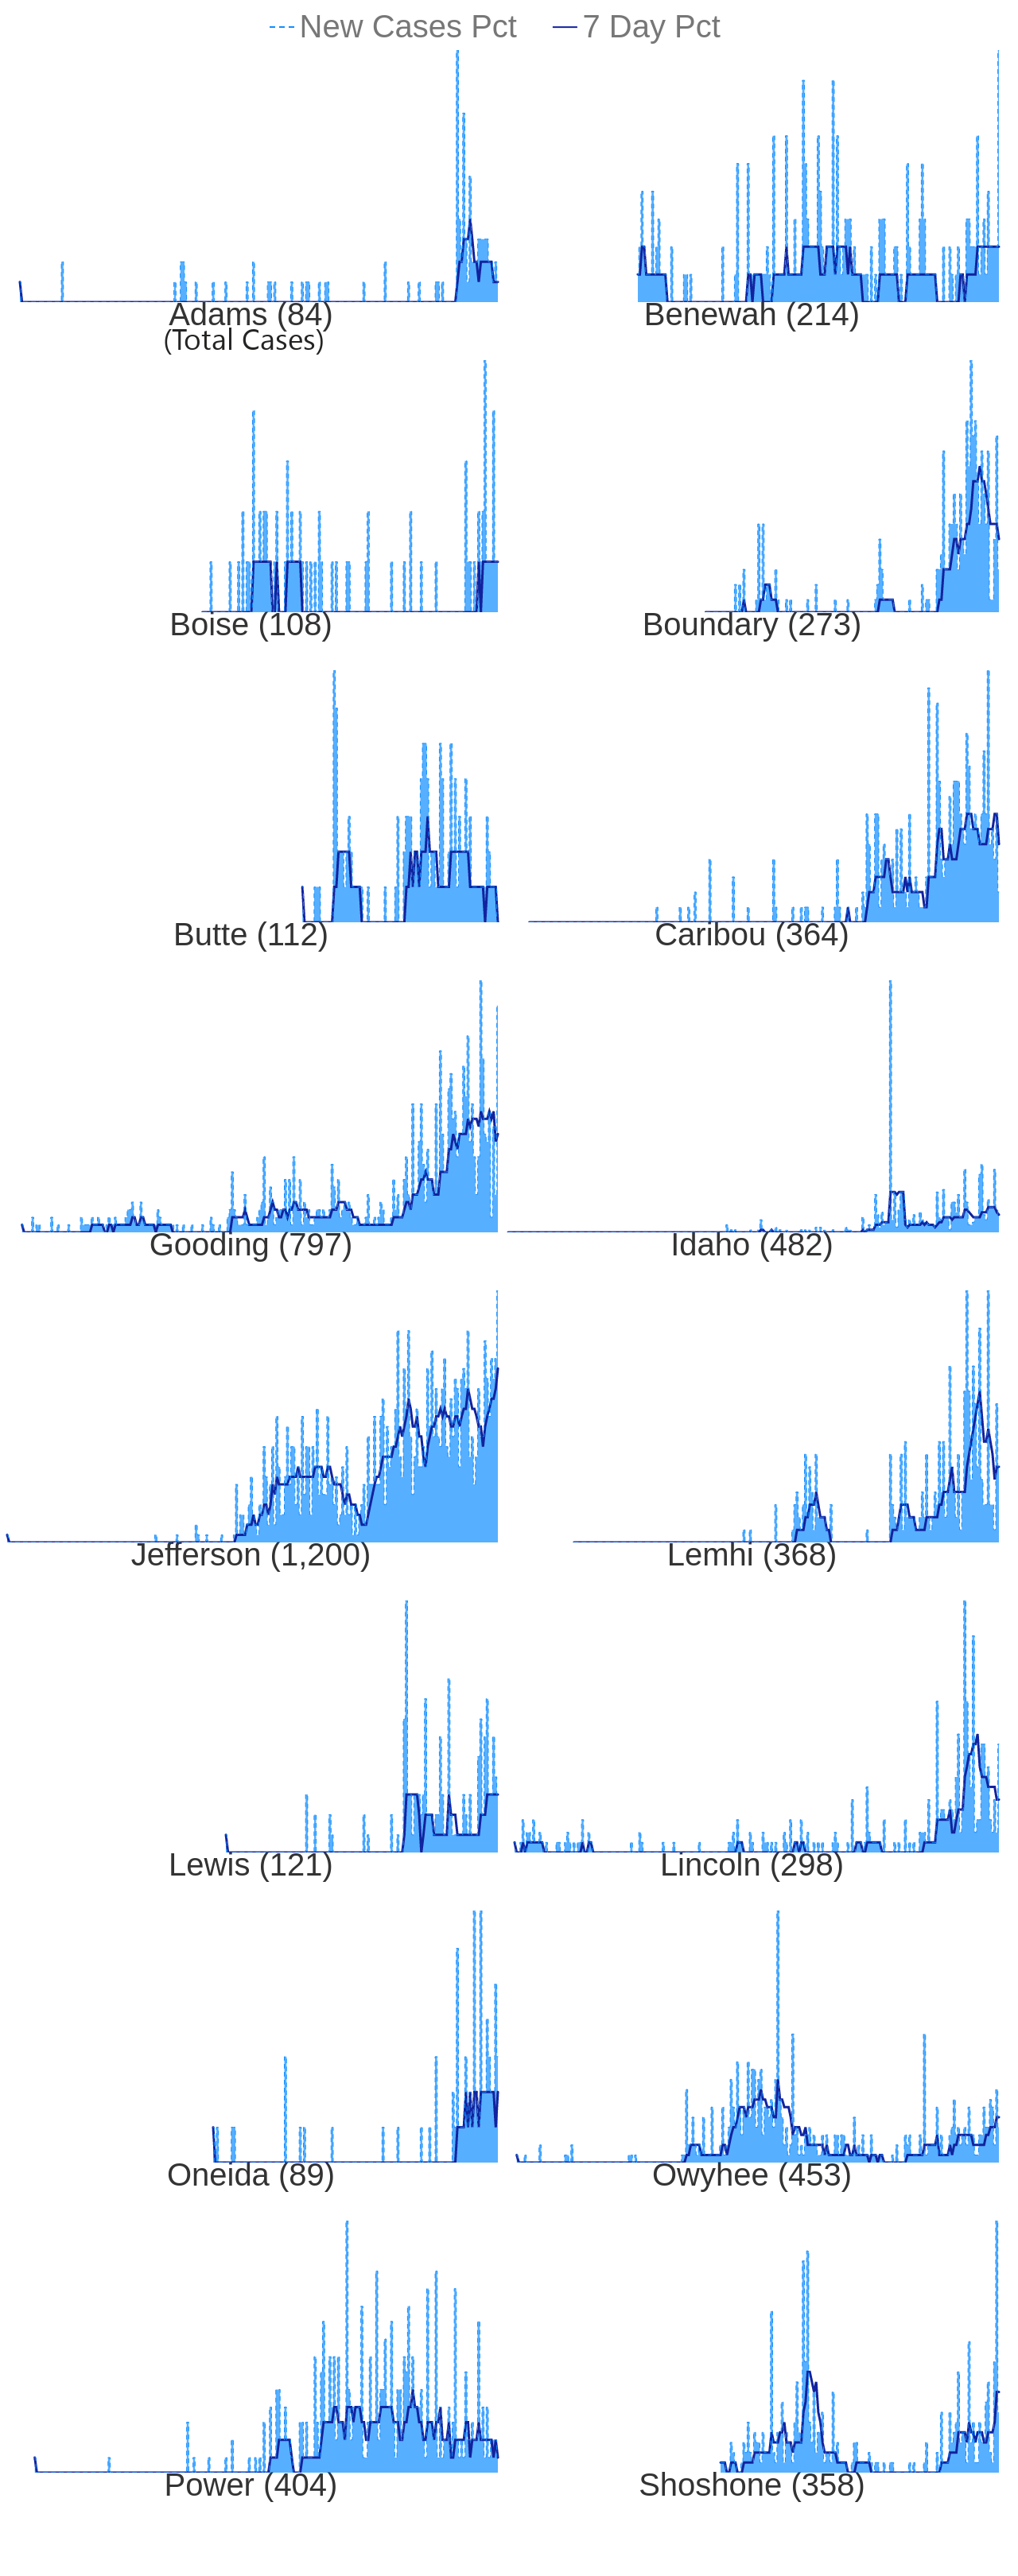 New Cases Pct 7 Day Pct
Adams (84) Benewah (214)
(Total Cases)
Boise (108) Boundary (273)
Butte (112) Caribou (364)
Gooding (797) Idaho (482)
Jefferson (1,200) Lemhi (368)
Lewis (121) Lincoln (298)
Oneida (89) Owyhee (453)
Power (404) Shoshone (358)